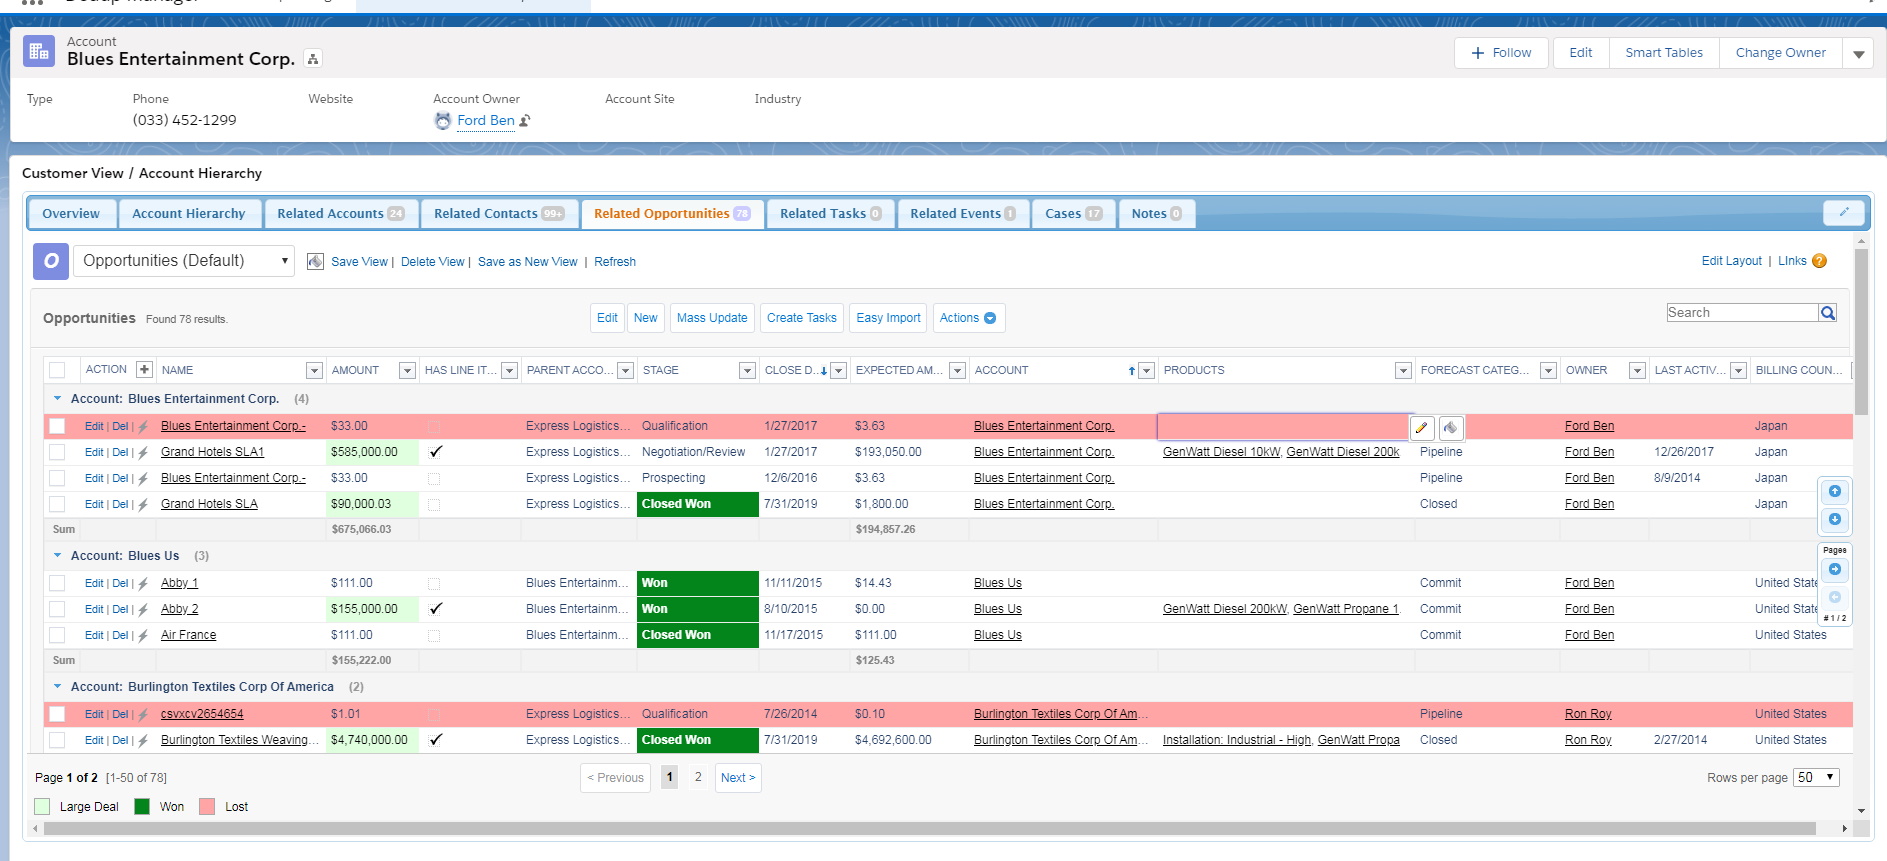 Account
Blues Entertainment Corp.
Follow Edit Smart Tables Change Owner
Type Phone Website Account Owner Account Site Industry
(033) 452-1299 Ford Ben
Customer View / Account Hierarchy
Overview Account Hierarchy Related Accounts 24 Related Contacts 99+ Related Opportunities 78 Related Tasks 0 Related Events 1 Cases 17 Notes 0
O Opportunities (Default) Save View | Delete View | Save as New View | Refresh Edit Layout | LInks ?
Opportunities Found 78 results. Edit New Mass Update Create Tasks Easy Import Actions Search
ACTION + NAME AMOUNT HAS LINE IT... PARENT ACCO... STAGE CLOSE D... EXPECTED AM... ACCOUNT PRODUCTS FORECAST CATEG... OWNER LAST ACTIV... BILLING COUN...
Account: Blues Entertainment Corp. (4)
Edit | Del | Blues Entertainment Corp.- $33.00 Express Logistics... Qualification 1/27/2017 $3.63 Blues Entertainment Corp. Ford Ben Japan
Edit | Del | Grand Hotels SLA1 $585,000.00 Express Logistics... Negotiation/Review 1/27/2017 $193,050.00 Blues Entertainment Corp. GenWatt Diesel 10kW, GenWatt Diesel 200k Pipeline Ford Ben 12/26/2017 Japan
Edit | Del | Blues Entertainment Corp.- $33.00 Express Logistics... Prospecting 12/6/2016 $3.63 Blues Entertainment Corp. Pipeline Ford Ben 8/9/2014 Japan
Edit | Del | Grand Hotels SLA $90,000.03 Express Logistics... Closed Won 7/31/2019 $1,800.00 Blues Entertainment Corp. Closed Ford Ben Japan
Sum $675,066.03 $194,857.26
Account: Blues Us (3)
Pages
Edit | Del | Abby 1 $111.00 Blues Entertainm... Won 11/11/2015 $14.43 Blues Us Commit Ford Ben United State
Edit | Del | Abby 2 $155,000.00 Blues Entertainm... Won 8/10/2015 $0.00 Blues Us GenWatt Diesel 200kW, GenWatt Propane 1. Commit Ford Ben United State
# 1 / 2
Edit | Del | Air France $111.00 Blues Entertainm... Closed Won 11/17/2015 $111.00 Blues Us Commit Ford Ben United States
Sum $155,222.00 $125.43
Account: Burlington Textiles Corp Of America (2)
Edit | Del | csvxcv2654654 $1.01 Express Logistics... Qualification 7/26/2014 $0.10 Burlington Textiles Corp Of Am... Pipeline Ron Roy United States
Edit | Del | Burlington Textiles Weaving... $4,740,000.00 Express Logistics... Closed Won 7/31/2019 $4,692,600.00 Burlington Textiles Corp Of Am... Installation: Industrial - High, GenWatt Propa Closed Ron Roy 2/27/2014 United States
Page 1 of 2 [1-50 of 78] < Previous 1 2 Next > Rows per page 50
Large Deal Won Lost